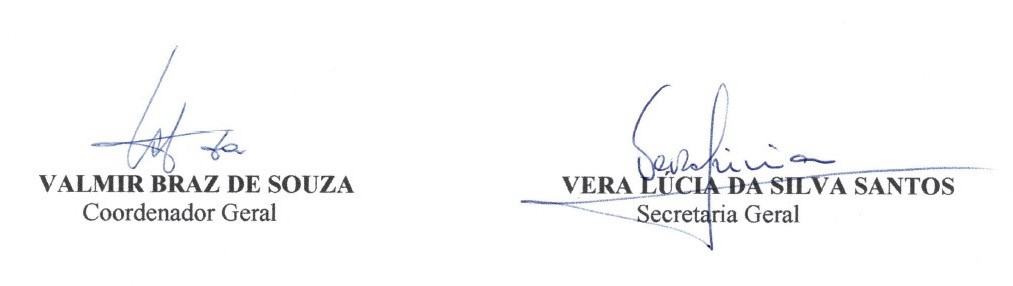 VALMIR BRAZ DE SOUZA
Coordenador Geral
VERA LÚCIA DA SILVA SANTOS
Secretaria Geral